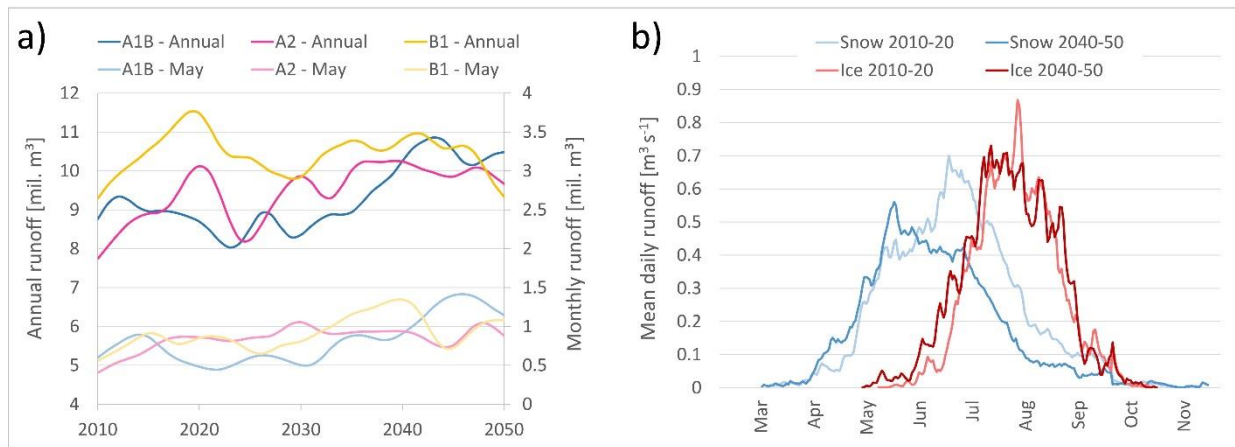 a)
A1B - Annual A2 - Annual B1 - Annual
A1B - May A2 - May B1 - May
Annual runoff [mil. m³]
12
11
10
9
8
7
6
5
4
Monthly runoff [mil. m³]
4
3.5
3
2.5
2
1.5
1
0.5
0
2010 2020 2030 2040 2050
b)
Snow 2010-20 Snow 2040-50
Ice 2010-20 Ice 2040-50
Mean daily runoff [m³ s⁻¹]
1
0.9
0.8
0.7
0.6
0.5
0.4
0.3
0.2
0.1
0
Mar Apr May Jun Jul Aug Sep Oct Nov